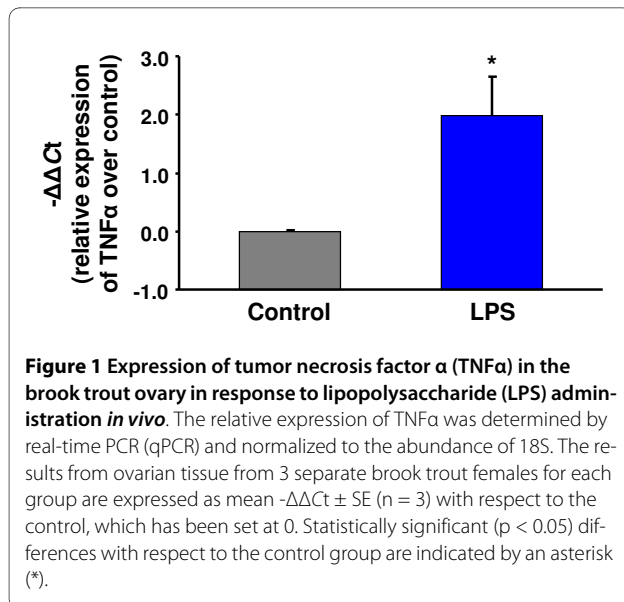 3.0
*
2.0
1.0
0.0
-1.0
-ΔΔCt
(relative expression
of TNFα over control)
Control
LPS
Figure 1 Expression of tumor necrosis factor α (TNFα) in the
brook trout ovary in response to lipopolysaccharide (LPS) admin-
istration in vivo. The relative expression of TNFα was determined by
real-time PCR (qPCR) and normalized to the abundance of 18S. The re-
sults from ovarian tissue from 3 separate brook trout females for each
group are expressed as mean -ΔΔCt ± SE (n = 3) with respect to the
control, which has been set at 0. Statistically significant (p < 0.05) dif-
ferences with respect to the control group are indicated by an asterisk
(*).